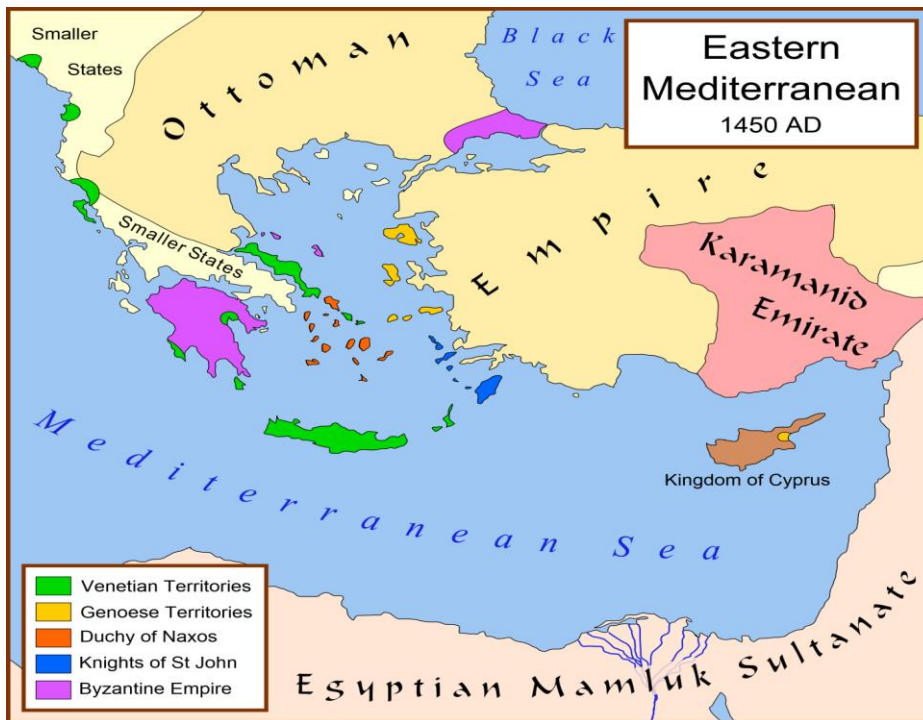 Eastern
Mediterranean
1450 AD
Smaller
States
Black
Sea
Ottoman
Empire
Smaller States
Karamanid
Emirate
Kingdom of Cyprus
Mediterranean Sea
Egyptian Mamluk Sultanate
Venetian Territories
Genoese Territories
Duchy of Naxos
Knights of St John
Byzantine Empire